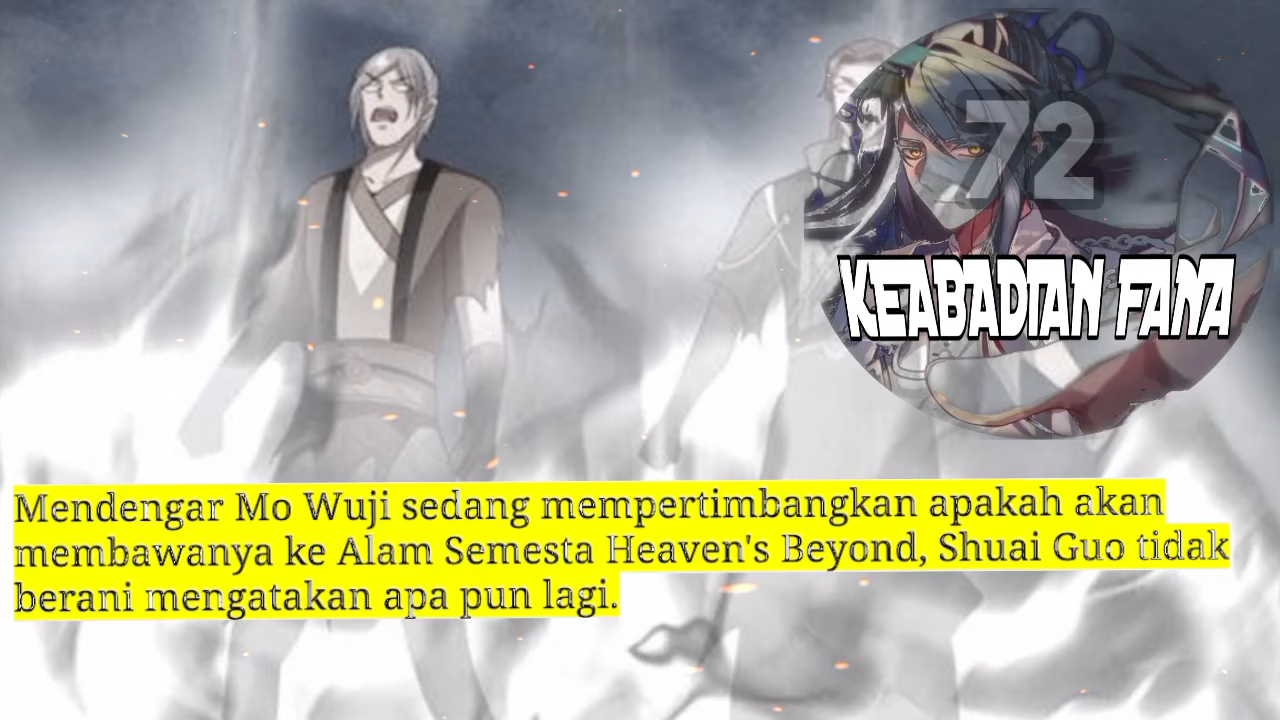 72
KEABADIAN FANA
Mendengar Mo Wuji sedang mempertimbangkan apakah akan
membawanya ke Alam Semesta Heaven's Beyond, Shuai Guo tidak
berani mengatakan apa pun lagi.